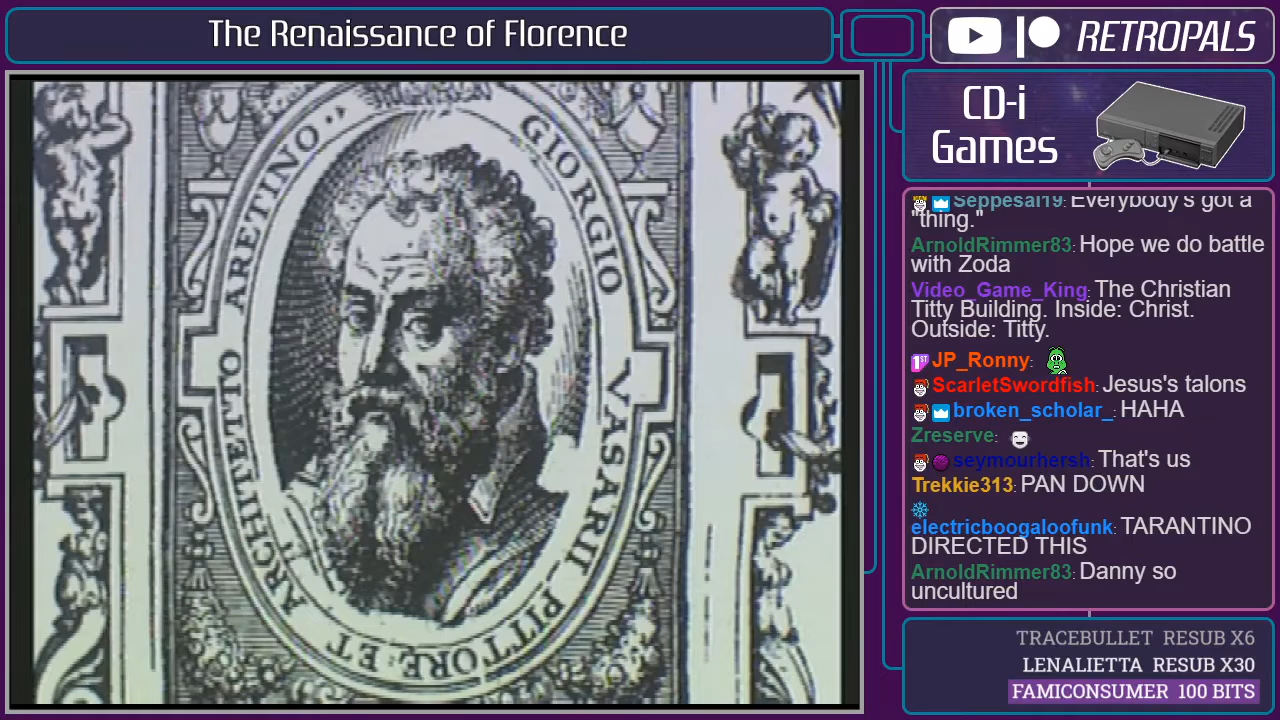 The Renaissance of Florence
RETROPALS
CD-i
Games
GIORGIO
VASARII PITTORE ET
ARCHITETTO
ARETINO
Seppesai19: Everybody's got a
"thing."
ArnoldRimmer83: Hope we do battle
with Zoda
Video_Game_King: The Christian
Titty Building. Inside: Christ.
Outside: Titty.
1ST JP_Ronny:
ScarletSwordfish: Jesus's talons
broken_scholar_: HAHA
Zreserve:
seymourhersh: That's us
Trekkie313: PAN DOWN
electricboogaloofunk: TARANTINO
DIRECTED THIS
ArnoldRimmer83: Danny so
uncultured
TRACEBULLET RESUB X6
LENALIETTA RESUB X30
FAMICONSUMER 100 BITS